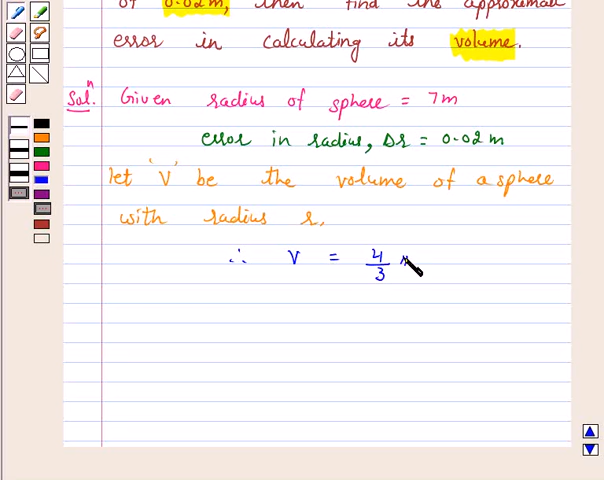 of 0.02m, then find the approximate
error in calculating its volume.
Solⁿ. Given radius of sphere = 7m
error in radius, Δr = 0.02 m
let 'V' be the volume of a sphere
with radius r,
∴ V = 4/3